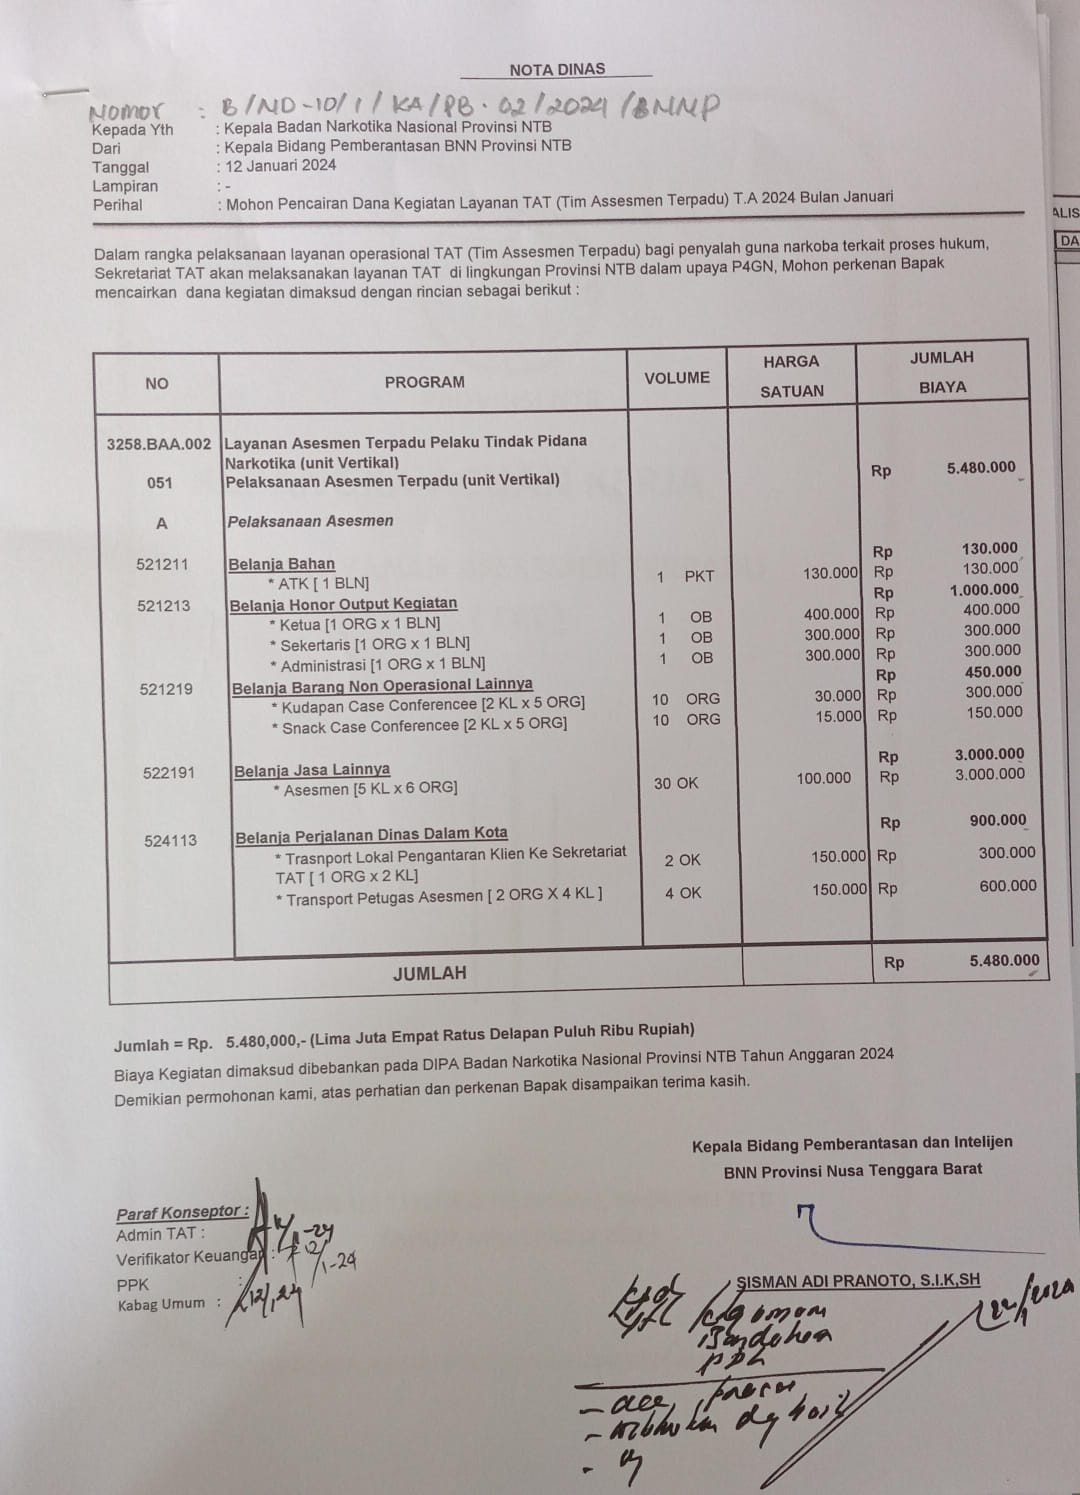 NOTA DINAS
NOMOR : B/ND-10/1/KA/PB.02/2024/BNNP
Kepada Yth : Kepala Badan Narkotika Nasional Provinsi NTB
Dari : Kepala Bidang Pemberantasan BNN Provinsi NTB
Tanggal : 12 Januari 2024
Lampiran : -
Perihal : Mohon Pencairan Dana Kegiatan Layanan TAT (Tim Assesmen Terpadu) T.A 2024 Bulan Januari
ALIS
DA
Dalam rangka pelaksanaan layanan operasional TAT (Tim Assesmen Terpadu) bagi penyalah guna narkoba terkait proses hukum,
Sekretariat TAT akan melaksanakan layanan TAT di lingkungan Provinsi NTB dalam upaya P4GN, Mohon perkenan Bapak
mencairkan dana kegiatan dimaksud dengan rincian sebagai berikut :
NO PROGRAM VOLUME HARGA SATUAN JUMLAH BIAYA
3258.BAA.002 Layanan Asesmen Terpadu Pelaku Tindak Pidana
Narkotika (unit Vertikal) Rp 5.480.000
051 Pelaksanaan Asesmen Terpadu (unit Vertikal)
A Pelaksanaan Asesmen
521211 Belanja Bahan Rp 130.000
* ATK [ 1 BLN] 1 PKT 130.000 Rp 130.000
521213 Belanja Honor Output Kegiatan Rp 1.000.000
* Ketua [1 ORG x 1 BLN] 1 OB 400.000 Rp 400.000
* Sekertaris [1 ORG x 1 BLN] 1 OB 300.000 Rp 300.000
* Administrasi [1 ORG x 1 BLN] 1 OB 300.000 Rp 300.000
521219 Belanja Barang Non Operasional Lainnya Rp 450.000
* Kudapan Case Conferencee [2 KL x 5 ORG] 10 ORG 30.000 Rp 300.000
* Snack Case Conferencee [2 KL x 5 ORG] 10 ORG 15.000 Rp 150.000
522191 Belanja Jasa Lainnya Rp 3.000.000
* Asesmen [5 KL x 6 ORG] 30 OK 100.000 Rp 3.000.000
524113 Belanja Perjalanan Dinas Dalam Kota Rp 900.000
* Trasnport Lokal Pengantaran Klien Ke Sekretariat 2 OK 150.000 Rp 300.000
TAT [ 1 ORG x 2 KL]
* Transport Petugas Asesmen [ 2 ORG X 4 KL ] 4 OK 150.000 Rp 600.000
JUMLAH Rp 5.480.000
Jumlah = Rp. 5.480,000,- (Lima Juta Empat Ratus Delapan Puluh Ribu Rupiah)
Biaya Kegiatan dimaksud dibebankan pada DIPA Badan Narkotika Nasional Provinsi NTB Tahun Anggaran 2024
Demikian permohonan kami, atas perhatian dan perkenan Bapak disampaikan terima kasih.
Kepala Bidang Pemberantasan dan Intelijen
BNN Provinsi Nusa Tenggara Barat
Paraf Konseptor :
Admin TAT :
Verifikator Keuangan :
PPK :
Kabag Umum :
SISMAN ADI PRANOTO, S.I.K,SH